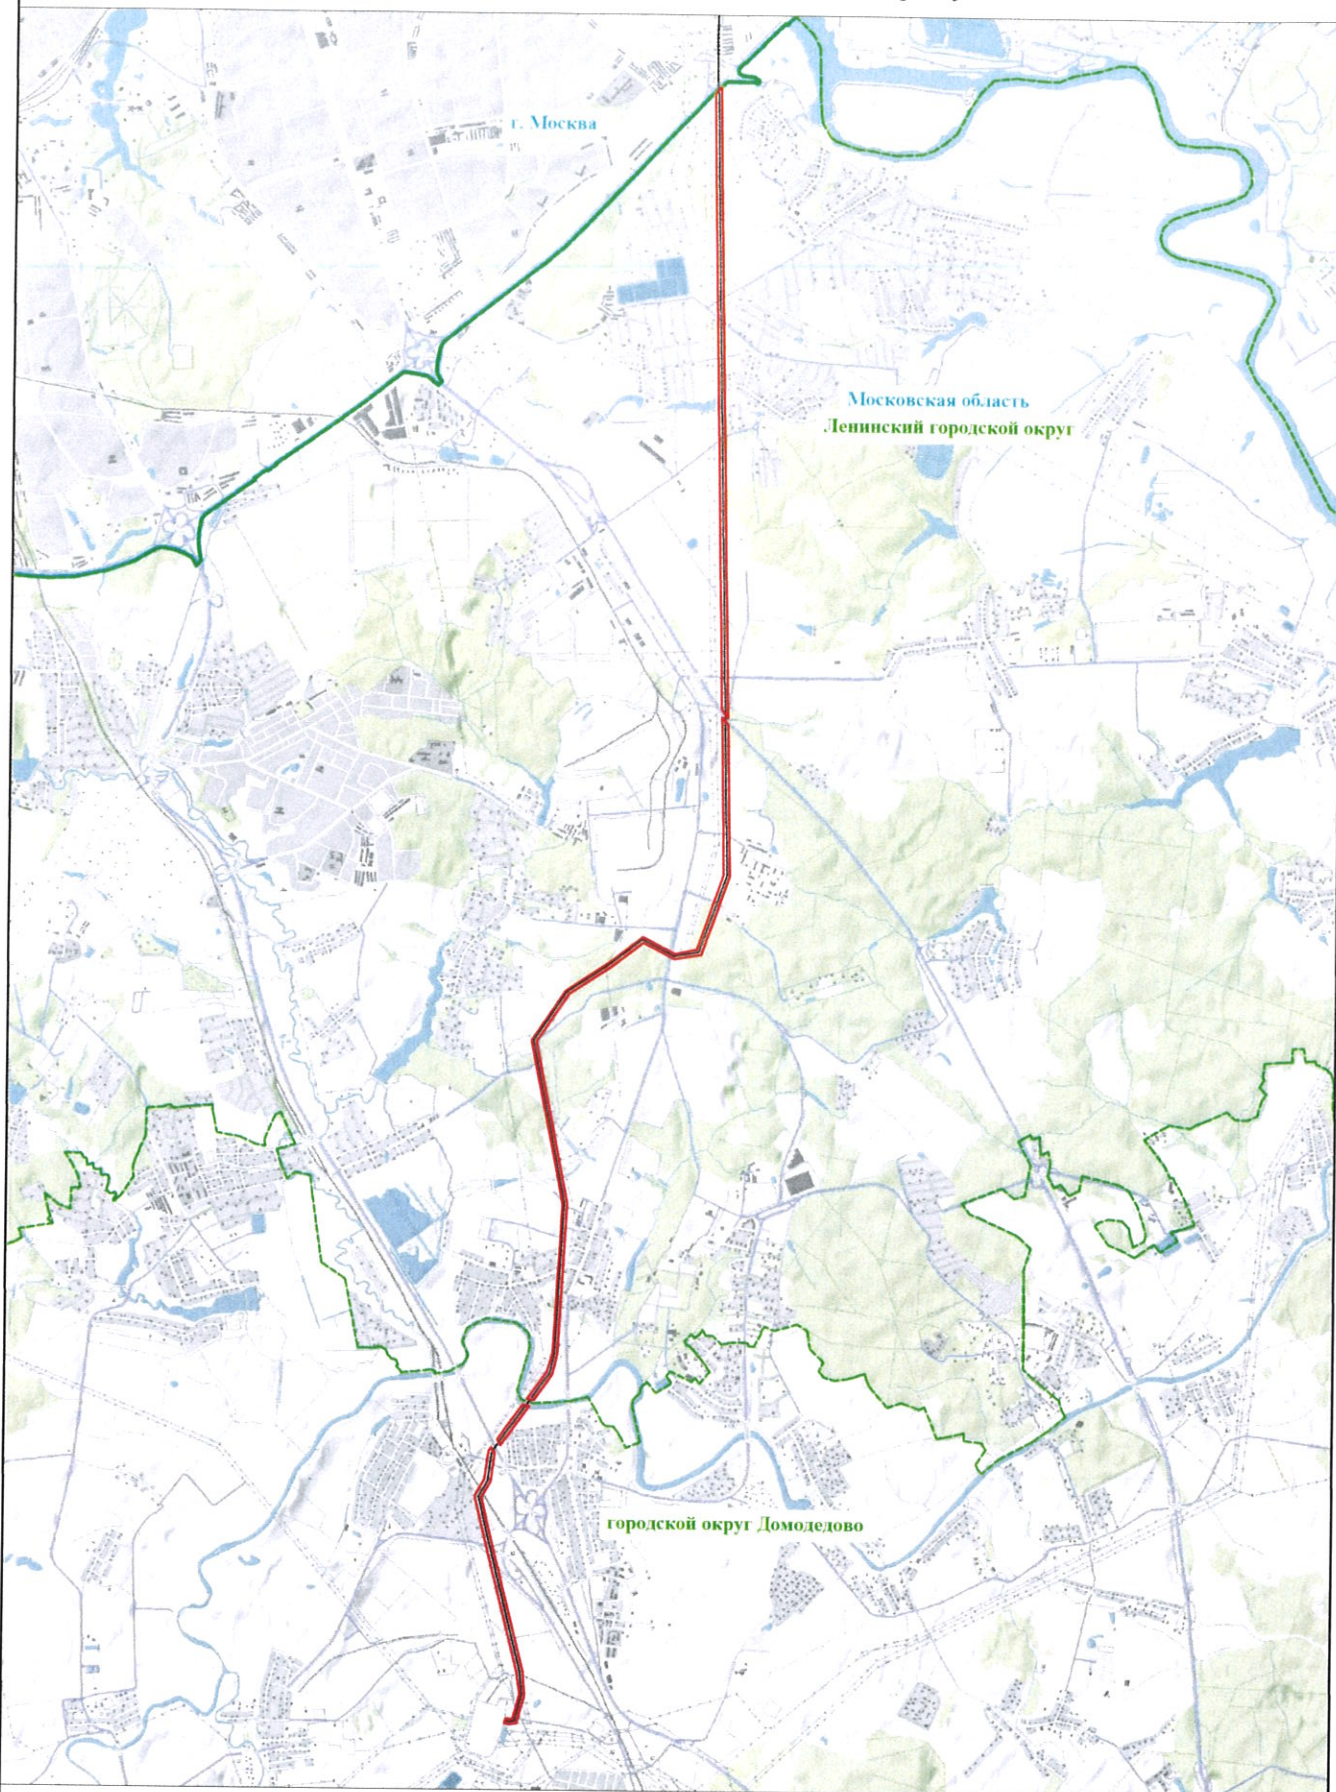 г. Москва
Московская область
Ленинский городской округ
городской округ Домодедово